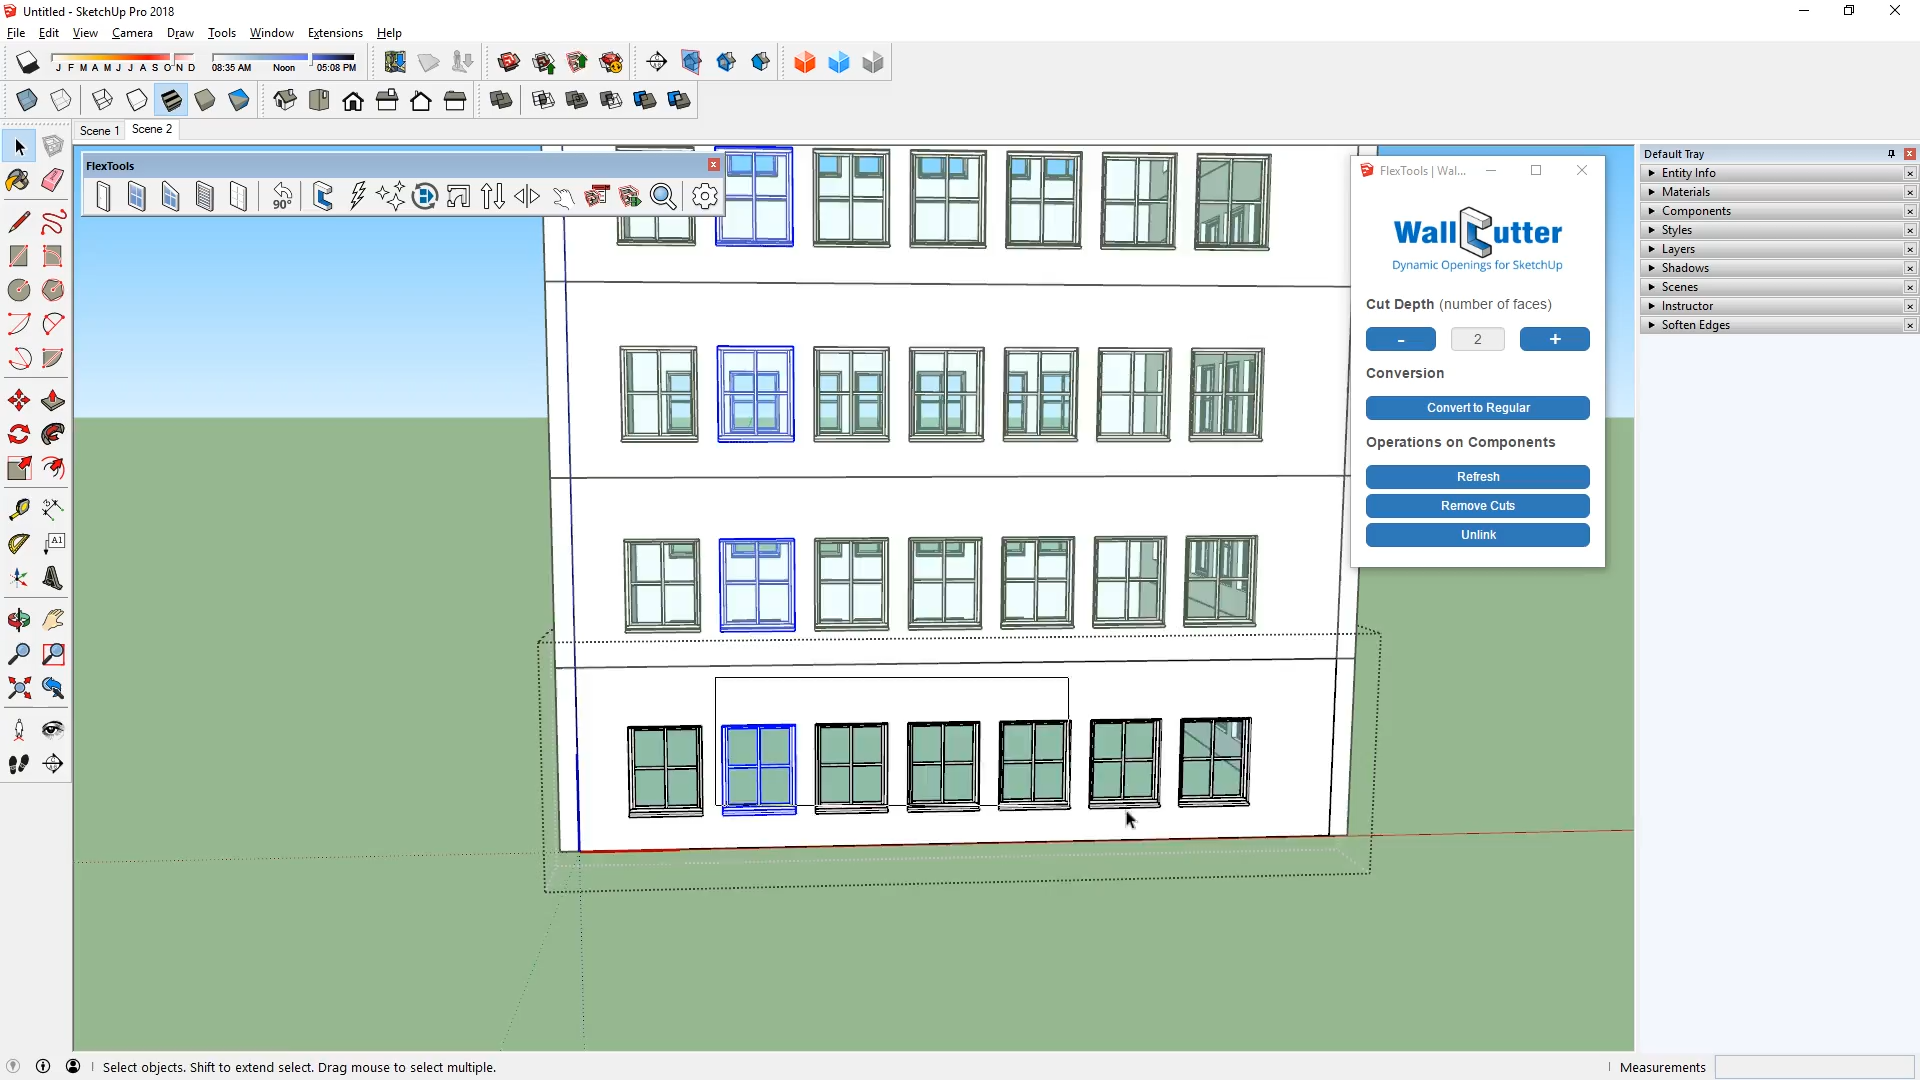 Untitled - SketchUp Pro 2018
File Edit View Camera Draw Tools Window Extensions Help
J F M A M J J A S O N D 08:35 AM Noon 05:08 PM
Scene 1 Scene 2
FlexTools
90°
A1
FlexTools | Wal...
WallCutter
Dynamic Openings for SketchUp
Cut Depth (number of faces)
- 2 +
Conversion
Convert to Regular
Operations on Components
Refresh
Remove Cuts
Unlink
Default Tray
Entity Info
Materials
Components
Styles
Layers
Shadows
Scenes
Instructor
Soften Edges
Select objects. Shift to extend select. Drag mouse to select multiple.
Measurements